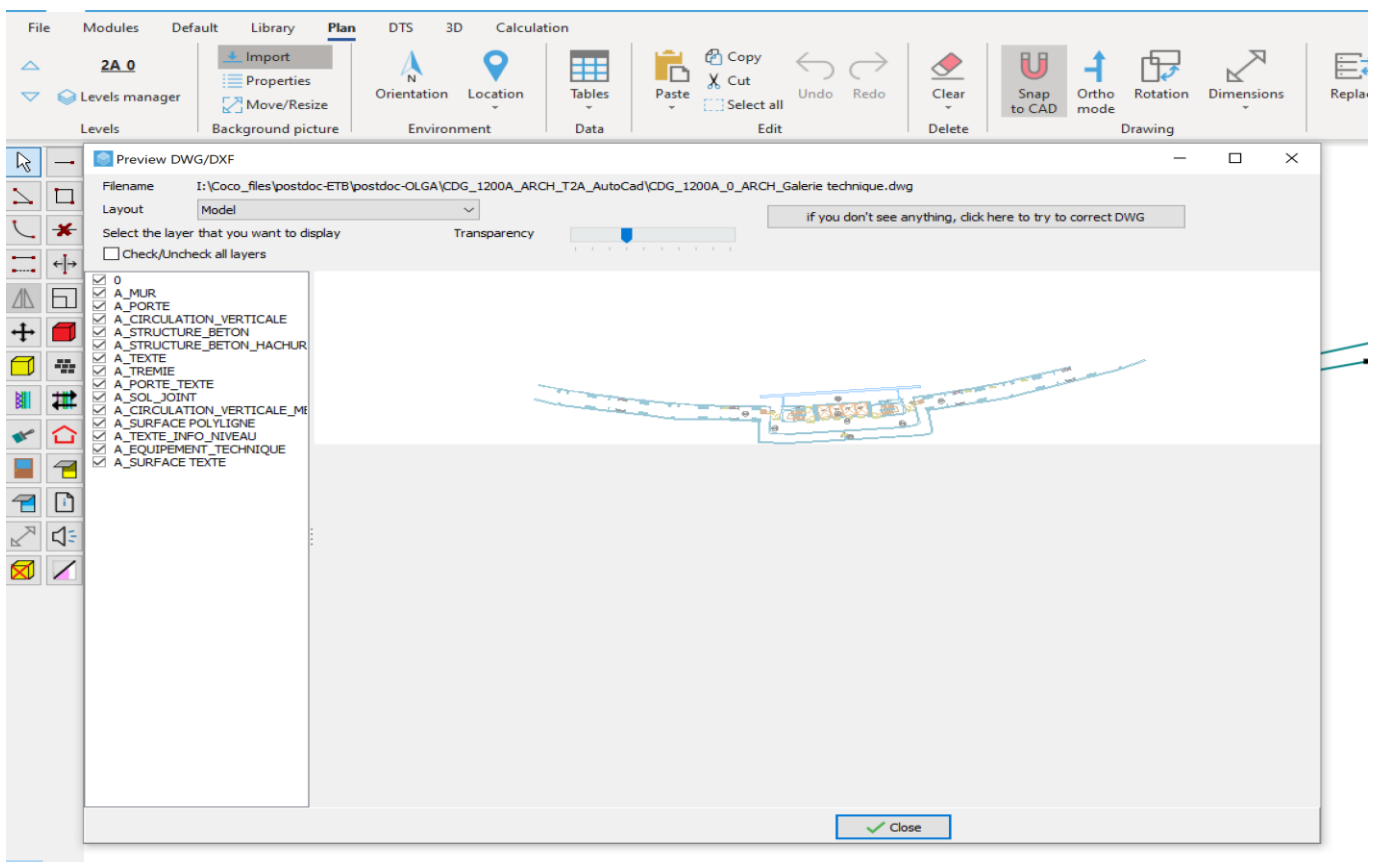 File Modules Default Library Plan DTS 3D Calculation
2A_0
Levels manager
Levels
Import
Properties
Move/Resize
Background picture
N
Orientation
Location
Environment
Tables
Data
Paste
Copy
Cut
Select all
Undo
Redo
Edit
Clear
Delete
Snap
to CAD
Ortho
mode
Rotation
Dimensions
Drawing
Repla
Preview DWG/DXF
Filename I:\Coco_files\postdoc-ETB\postdoc-OLGA\CDG_1200A_ARCH_T2A_AutoCad\CDG_1200A_0_ARCH_Galerie technique.dwg
Layout Model
if you don't see anything, click here to try to correct DWG
Select the layer that you want to display Transparency
Check/Uncheck all layers
0
A_MUR
A_PORTE
A_CIRCULATION_VERTICALE
A_STRUCTURE_BETON
A_STRUCTURE_BETON_HACHUR
A_TEXTE
A_TREMIE
A_PORTE_TEXTE
A_SOL_JOINT
A_CIRCULATION_VERTICALE_ME
A_SURFACE POLYLIGNE
A_TEXTE_INFO_NIVEAU
A_EQUIPEMENT_TECHNIQUE
A_SURFACE TEXTE
Close